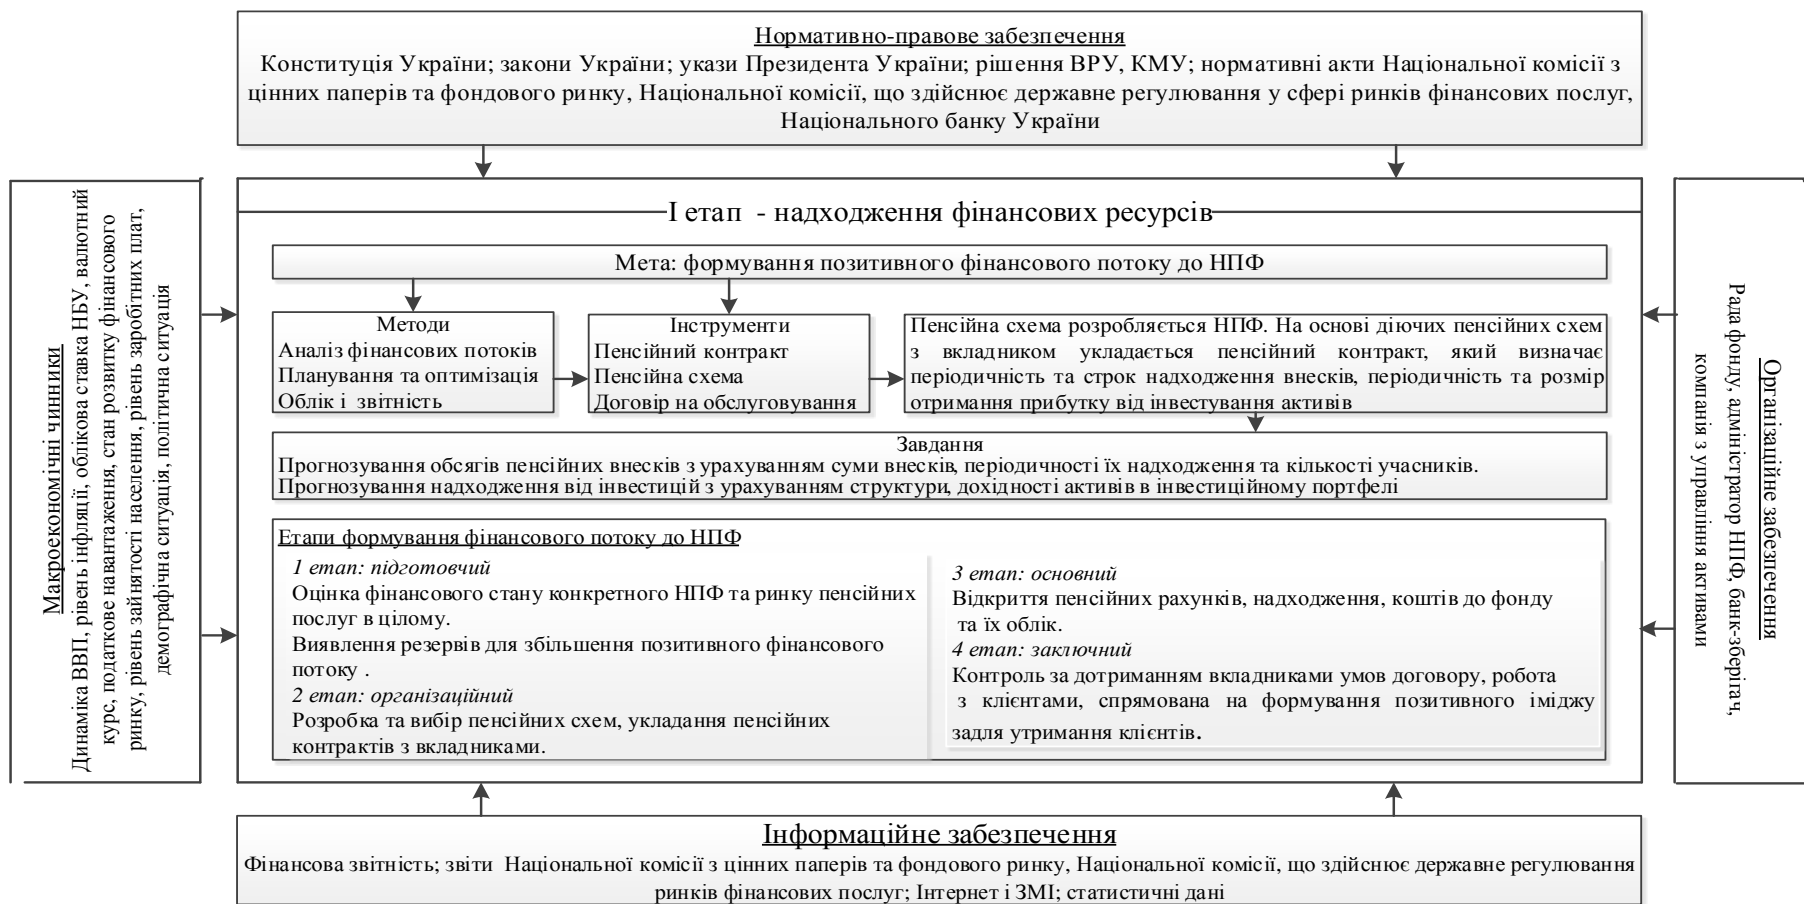 Нормативно-правове забезпечення
Конституція України; закони України; укази Президента України; рішення ВРУ, КМУ; нормативні акти Національної комісії з
цінних паперів та фондового ринку, Національної комісії, що здійснює державне регулювання у сфері ринків фінансових послуг,
Національного банку України
Макроекономічні чинники
Динаміка ВВП, рівень інфляції, облікова ставка НБУ, валютний
курс, податкове навантаження, стан розвитку фінансового
ринку, рівень зайнятості населення, рівень заробітних плат,
демографічна ситуація, політична ситуація
І етап - надходження фінансових ресурсів
Мета: формування позитивного фінансового потоку до НПФ
Методи
Аналіз фінансових потоків
Планування та оптимізація
Облік і звітність
Інструменти
Пенсійний контракт
Пенсійна схема
Договір на обслуговування
Пенсійна схема розробляється НПФ. На основі діючих пенсійних схем
з вкладником укладається пенсійний контракт, який визначає
періодичність та строк надходження внесків, періодичність та розмір
отримання прибутку від інвестування активів
Завдання
Прогнозування обсягів пенсійних внесків з урахуванням суми внесків, періодичності їх надходження та кількості учасників.
Прогнозування надходження від інвестицій з урахуванням структури, дохідності активів в інвестиційному портфелі
Етапи формування фінансового потоку до НПФ
1 етап: підготовчий
Оцінка фінансового стану конкретного НПФ та ринку пенсійних
послуг в цілому.
Виявлення резервів для збільшення позитивного фінансового
потоку .
2 етап: організаційний
Розробка та вибір пенсійних схем, укладання пенсійних
контрактів з вкладниками.
3 етап: основний
Відкриття пенсійних рахунків, надходження, коштів до фонду
та їх облік.
4 етап: заключний
Контроль за дотриманням вкладниками умов договору, робота
з клієнтами, спрямована на формування позитивного іміджу
задля утримання клієнтів.
Організаційне забезпечення
Рада фонду, адміністратор НПФ, банк-зберігач,
компанія з управління активами
Інформаційне забезпечення
Фінансова звітність; звіти Національної комісії з цінних паперів та фондового ринку, Національної комісії, що здійснює державне регулювання
ринків фінансових послуг; Інтернет і ЗМІ; статистичні дані